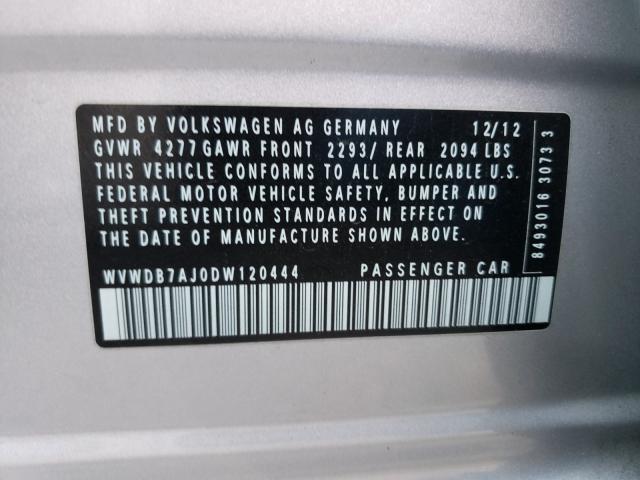 MFD BY VOLKSWAGEN AG GERMANY 12/12
GVWR 4277 GAWR FRONT 2293/ REAR 2094 LBS
THIS VEHICLE CONFORMS TO ALL APPLICABLE U.S.
FEDERAL MOTOR VEHICLE SAFETY, BUMPER AND
THEFT PREVENTION STANDARDS IN EFFECT ON
THE DATE OF MANUFACTURE SHOWN ABOVE.
WVWDB7AJ0DW120444 PASSENGER CAR
8493016 3073 3